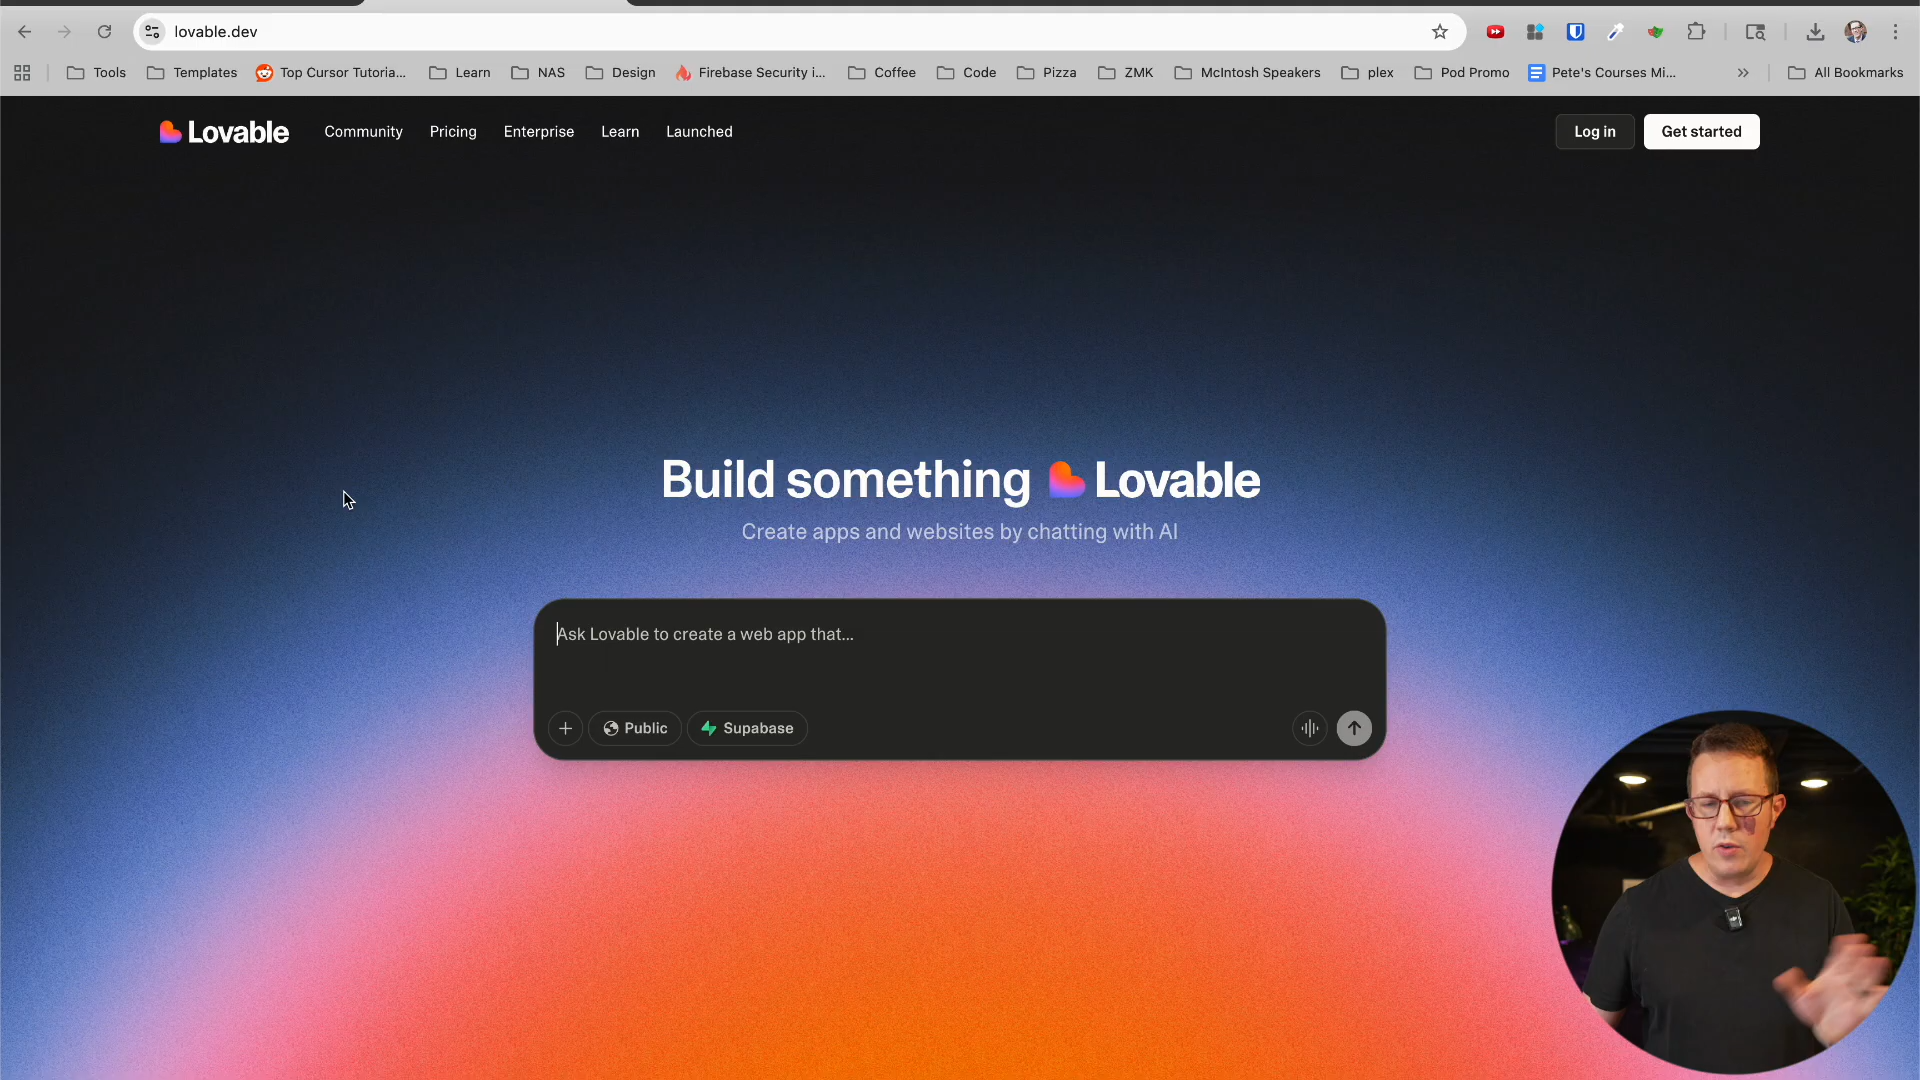 lovable.dev
Tools
Templates
Top Cursor Tutoria...
Learn
NAS
Design
Firebase Security i...
Coffee
Code
Pizza
ZMK
McIntosh Speakers
plex
Pod Promo
Pete's Courses Mi...
All Bookmarks
Lovable
Community
Pricing
Enterprise
Learn
Launched
Log in
Get started
Build something Lovable
Create apps and websites by chatting with AI
Ask Lovable to create a web app that...
Public
Supabase